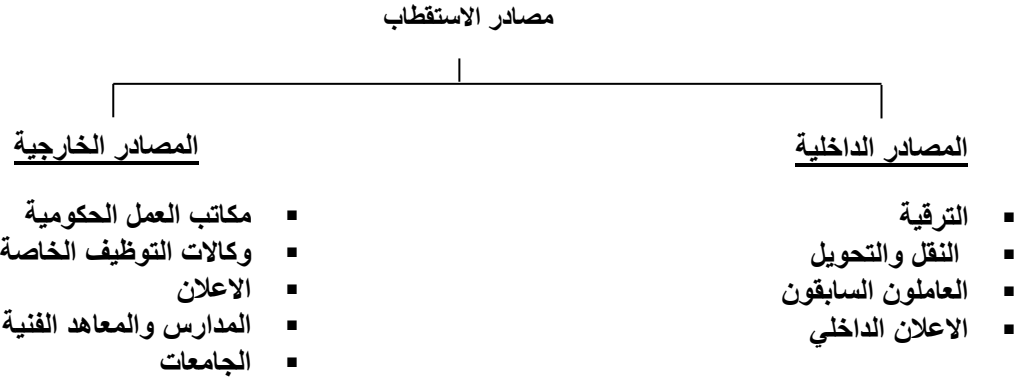 مصادر الاستقطاب
المصادر الداخلية
▪ الترقية
▪ النقل والتحويل
▪ العاملون السابقون
▪ الاعلان الداخلي
المصادر الخارجية
▪ مكاتب العمل الحكومية
▪ وكالات التوظيف الخاصة
▪ الاعلان
▪ المدارس والمعاهد الفنية
▪ الجامعات